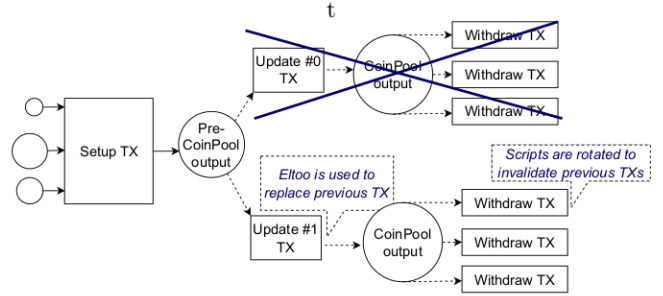 t
Withdraw TX
Update #0
TX
CoinPool
output
Withdraw TX
Withdraw TX
Setup TX
Pre-
CoinPool
output
Eltoo is used to
replace previous TX
Scripts are rotated to
invalidate previous TXs
Update #1
TX
CoinPool
output
Withdraw TX
Withdraw TX
Withdraw TX